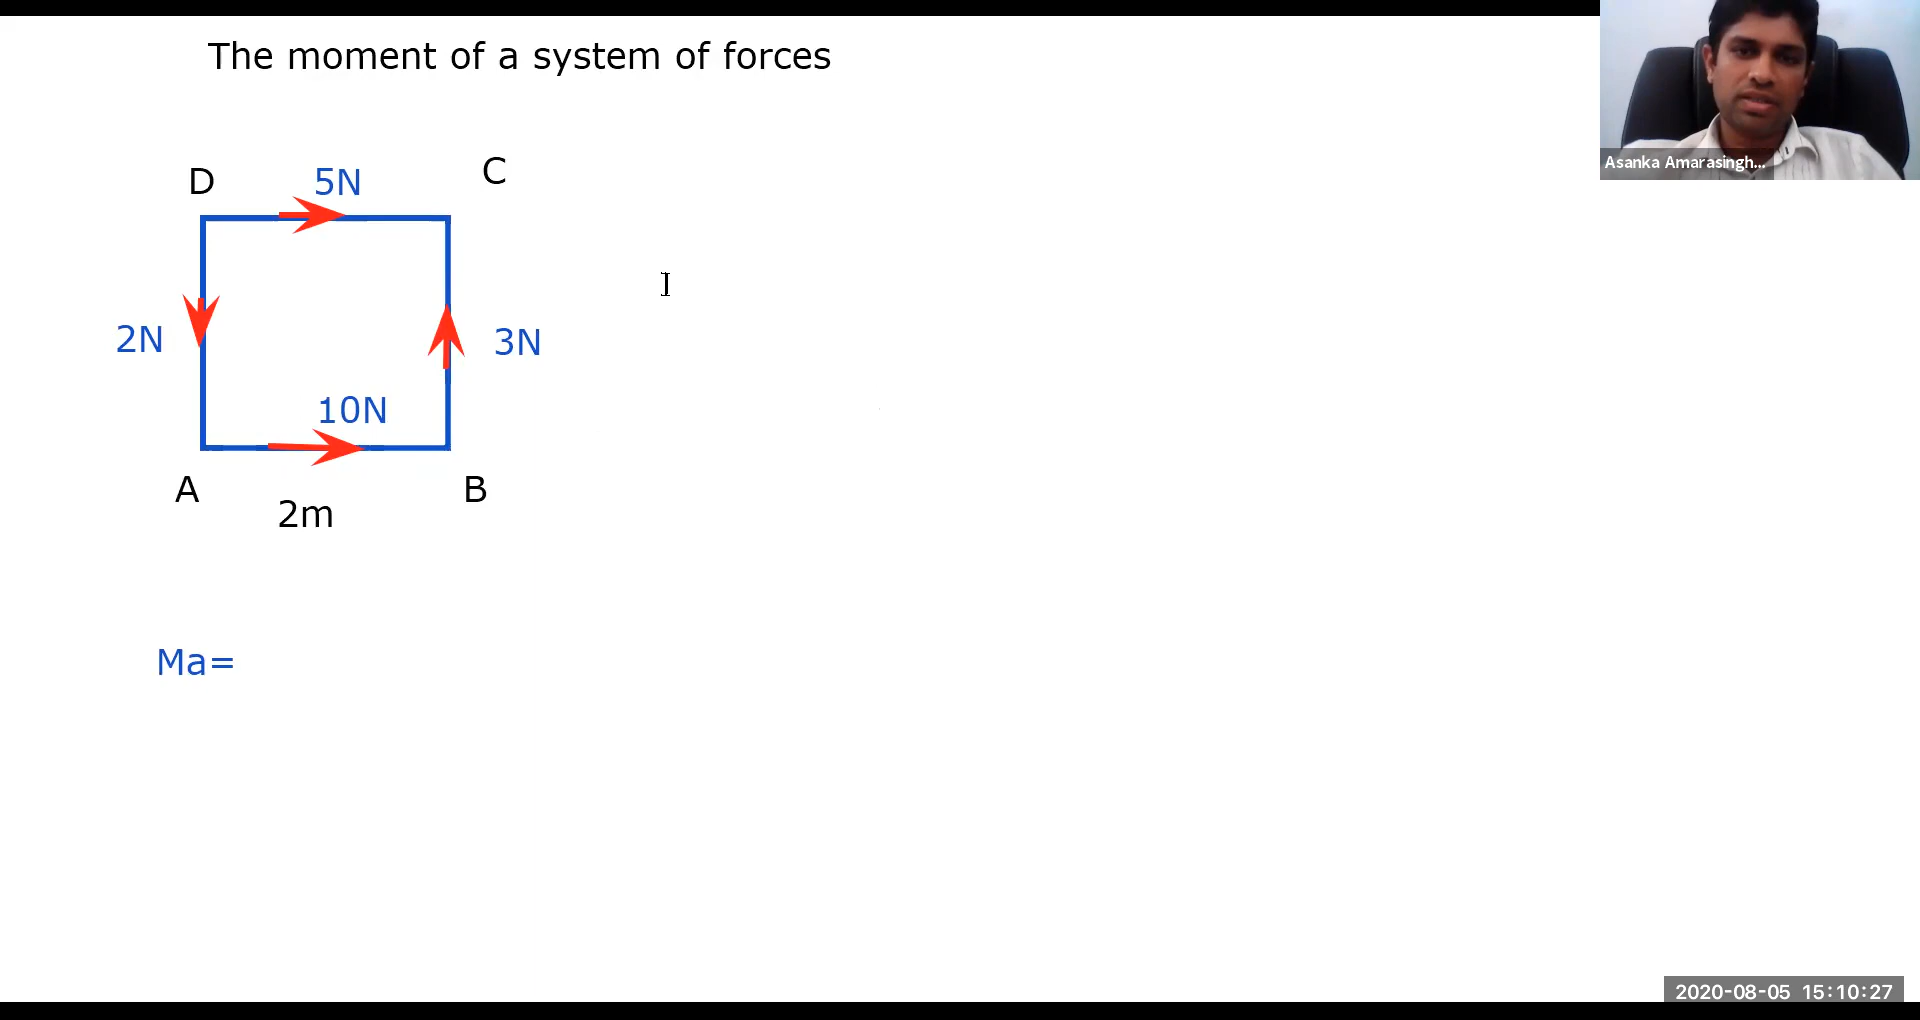 The moment of a system of forces
Asanka Amarasingh...
D
5N
C
2N
3N
10N
A
B
2m
Ma=
2020-08-05 15:10:27